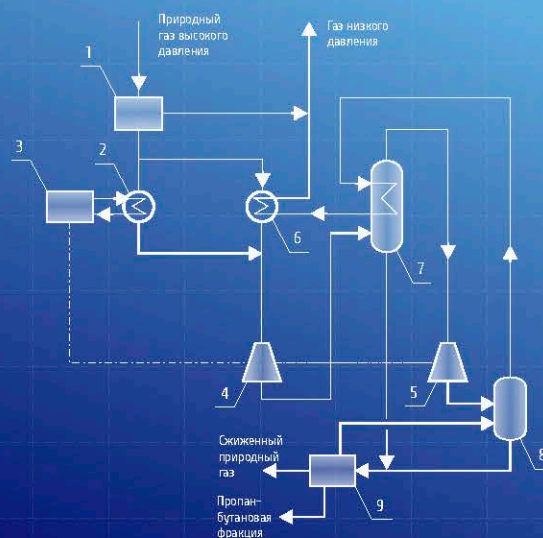 Природный
газ высокого
давления
Газ низкого
давления
1
3
2
6
7
4
5
8
Сжиженный
природный
газ
9
Пропан-
бутановая
фракция